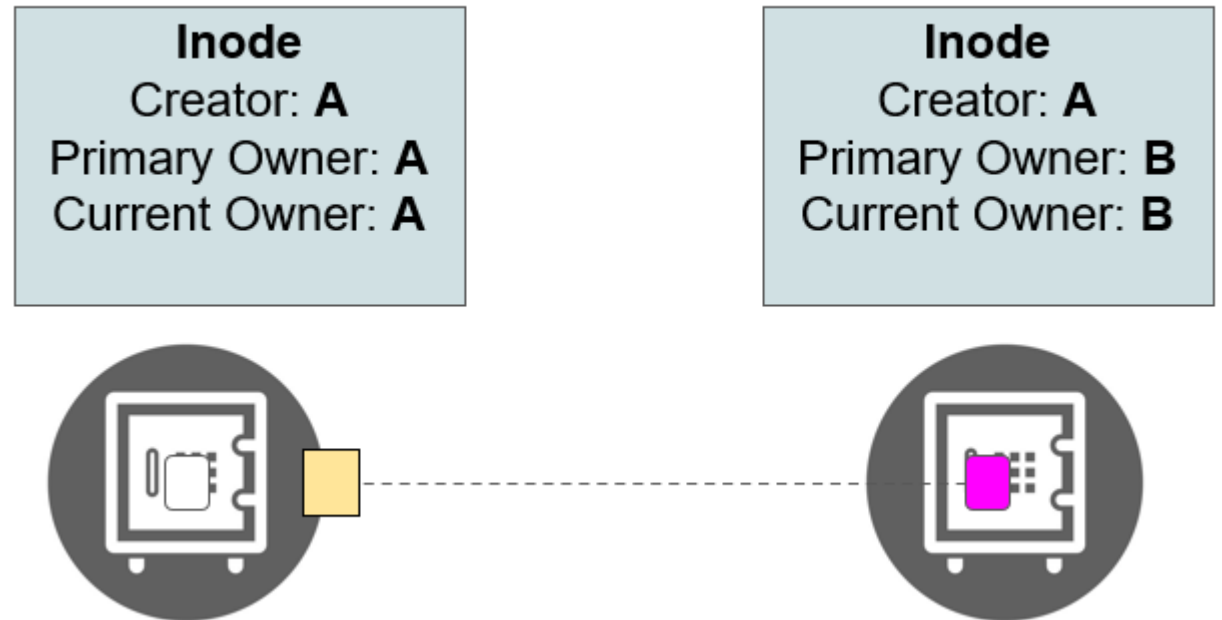 Inode
Creator: A
Primary Owner: A
Current Owner: A
Inode
Creator: A
Primary Owner: B
Current Owner: B